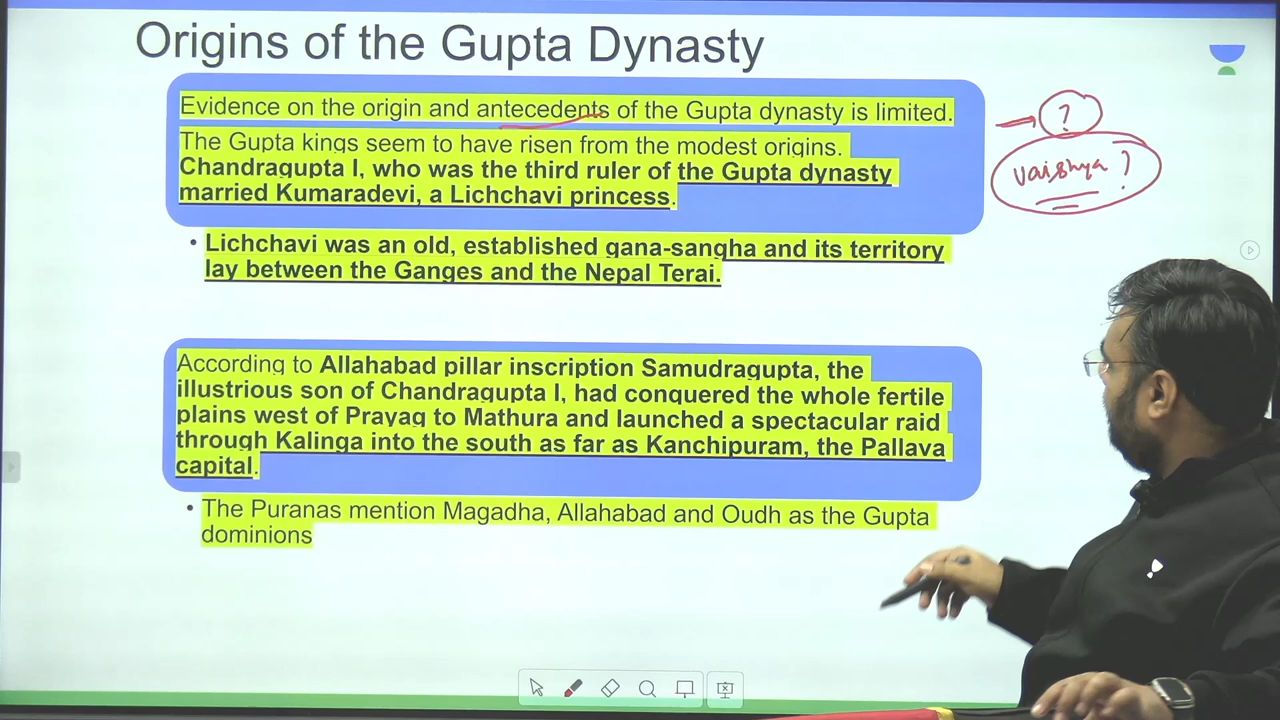 Origins of the Gupta Dynasty
Evidence on the origin and antecedents of the Gupta dynasty is limited.
The Gupta kings seem to have risen from the modest origins.
Chandragupta I, who was the third ruler of the Gupta dynasty
married Kumaradevi, a Lichchavi princess.
?
vaishya ?
• Lichchavi was an old, established gana-sangha and its territory
lay between the Ganges and the Nepal Terai.
According to Allahabad pillar inscription Samudragupta, the
illustrious son of Chandragupta I, had conquered the whole fertile
plains west of Prayag to Mathura and launched a spectacular raid
through Kalinga into the south as far as Kanchipuram, the Pallava
capital.
• The Puranas mention Magadha, Allahabad and Oudh as the Gupta
dominions